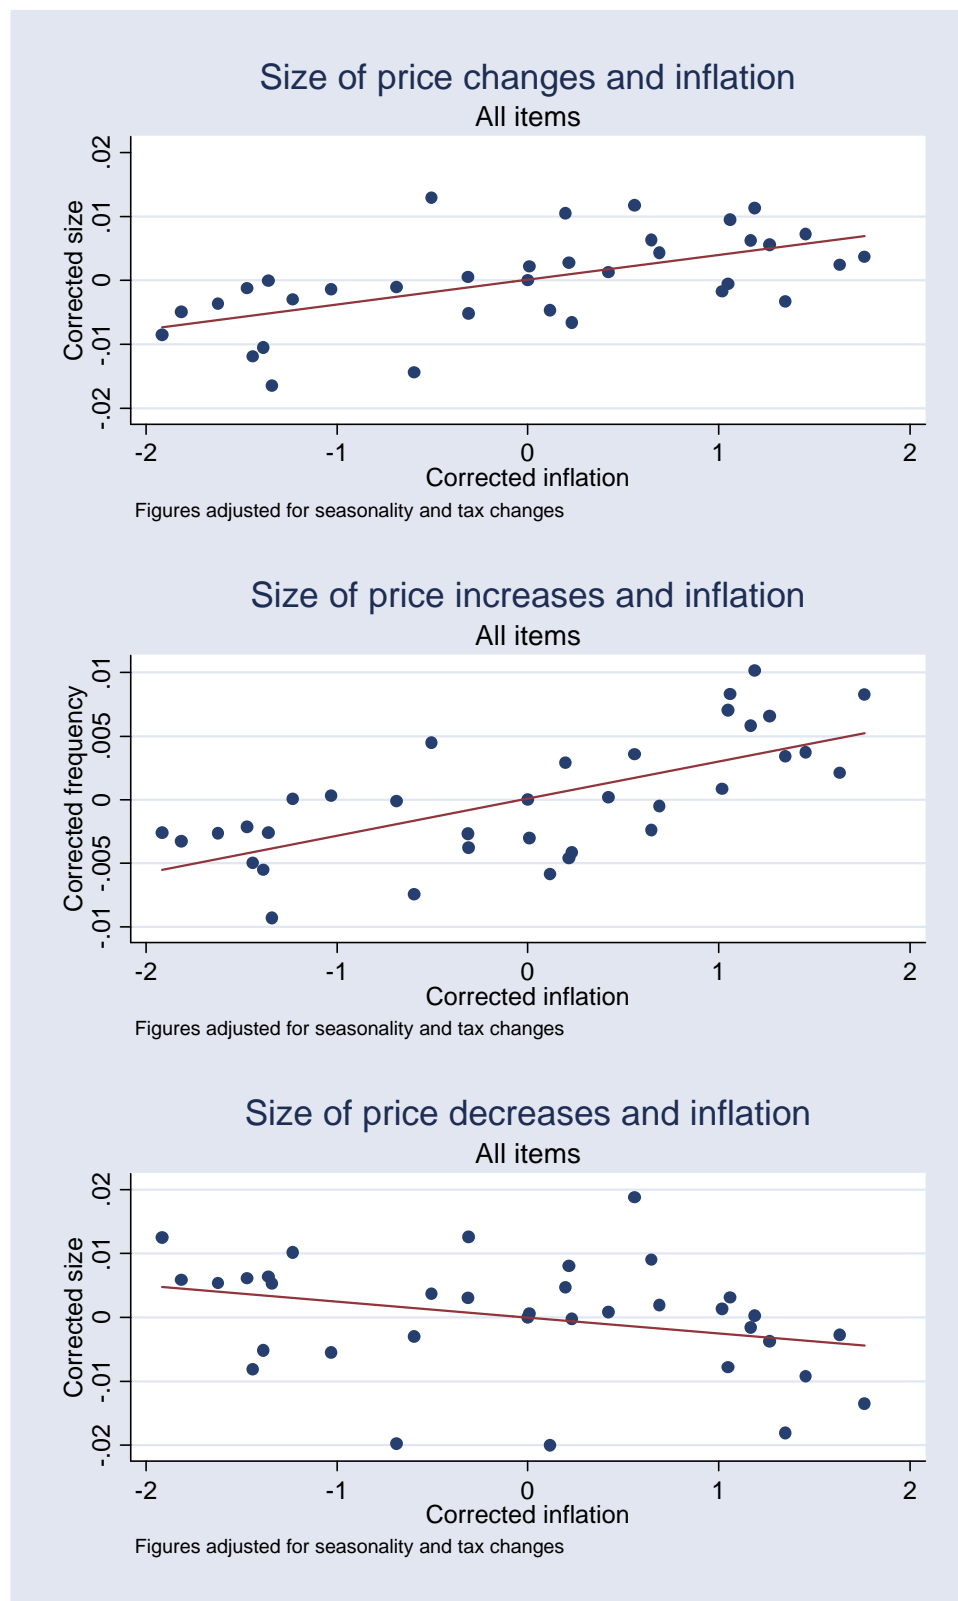 Size of price changes and inflation
All items
Corrected size
.02
.01
0
-.01
-.02
-2 -1 0 1 2
Corrected inflation
Figures adjusted for seasonality and tax changes
Size of price increases and inflation
All items
Corrected frequency
.01
.005
0
-.005
-.01
-2 -1 0 1 2
Corrected inflation
Figures adjusted for seasonality and tax changes
Size of price decreases and inflation
All items
Corrected size
.02
.01
0
-.01
-.02
-2 -1 0 1 2
Corrected inflation
Figures adjusted for seasonality and tax changes